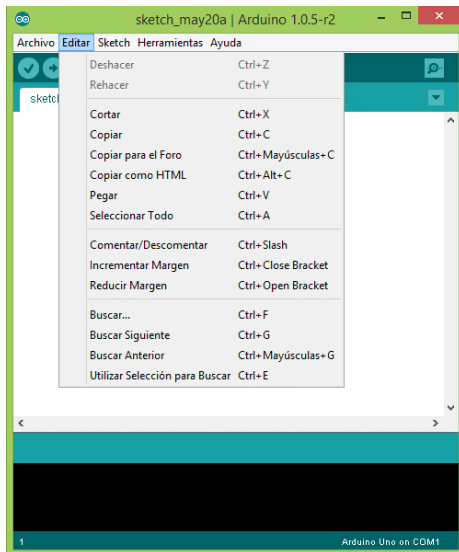 sketch_may20a | Arduino 1.0.5-r2
Archivo Editar Sketch Herramientas Ayuda
Deshacer Ctrl+Z
Rehacer Ctrl+Y
sketcl
Cortar Ctrl+X
Copiar Ctrl+C
Copiar para el Foro Ctrl+Mayúsculas+C
Copiar como HTML Ctrl+Alt+C
Pegar Ctrl+V
Seleccionar Todo Ctrl+A
Comentar/Descomentar Ctrl+Slash
Incrementar Margen Ctrl+Close Bracket
Reducir Margen Ctrl+Open Bracket
Buscar... Ctrl+F
Buscar Siguiente Ctrl+G
Buscar Anterior Ctrl+Mayúsculas+G
Utilizar Selección para Buscar Ctrl+E
1 Arduino Uno on COM1